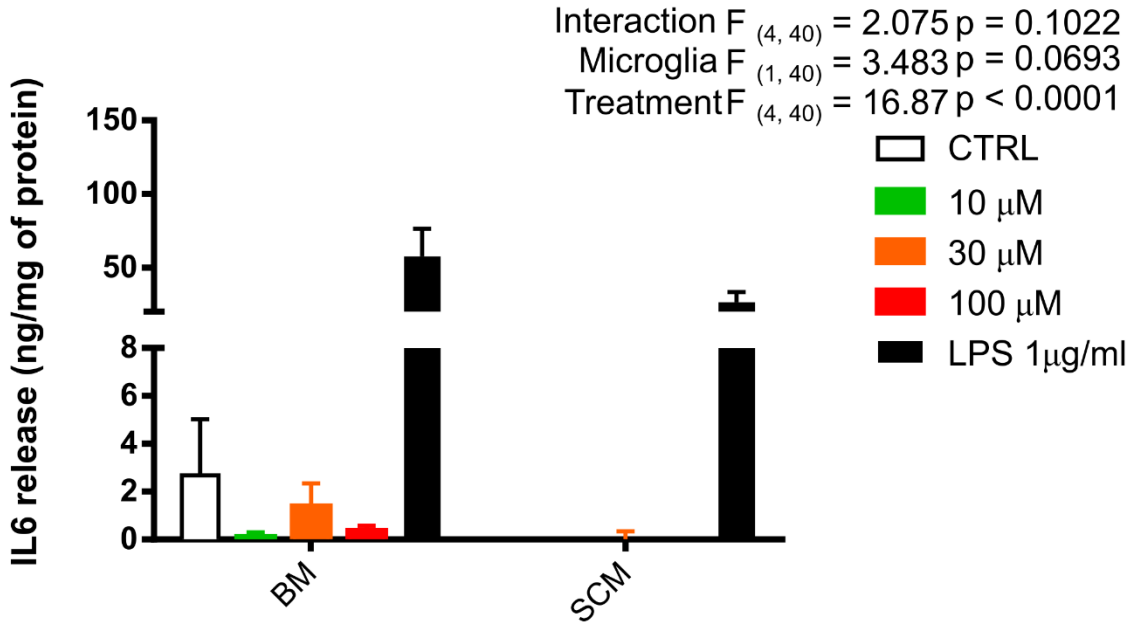 Interaction F (4, 40) = 2.075 p = 0.1022
Microglia F (1, 40) = 3.483 p = 0.0693
Treatment F (4, 40) = 16.87 p < 0.0001
IL6 release (ng/mg of protein)
150
100
50
8
6
4
2
0
BM
SCM
CTRL
10 μM
30 μM
100 μM
LPS 1μg/ml